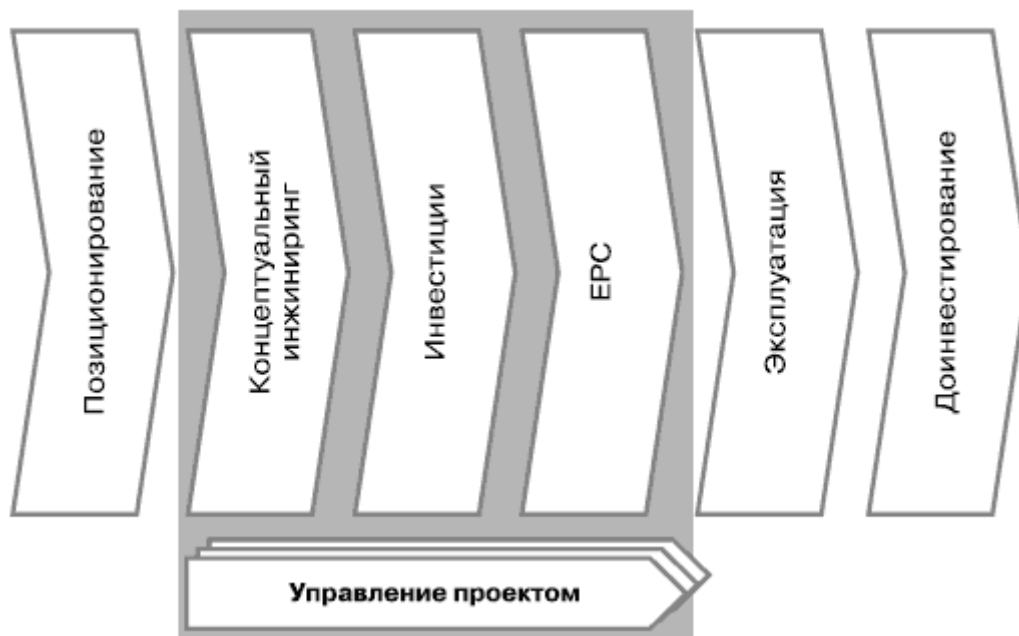 Позиционирование
Концептуальный
инжиниринг
Инвестиции
EPC
Эксплуатация
Доинвестирование
Управление проектом